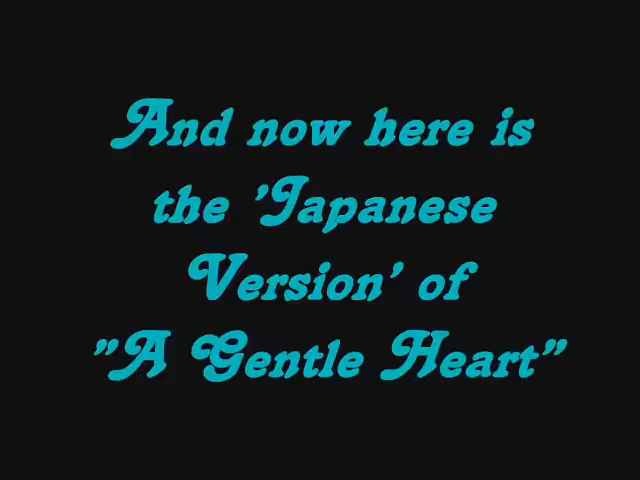 And now here is
the 'Japanese
Version' of
"A Gentle Heart"